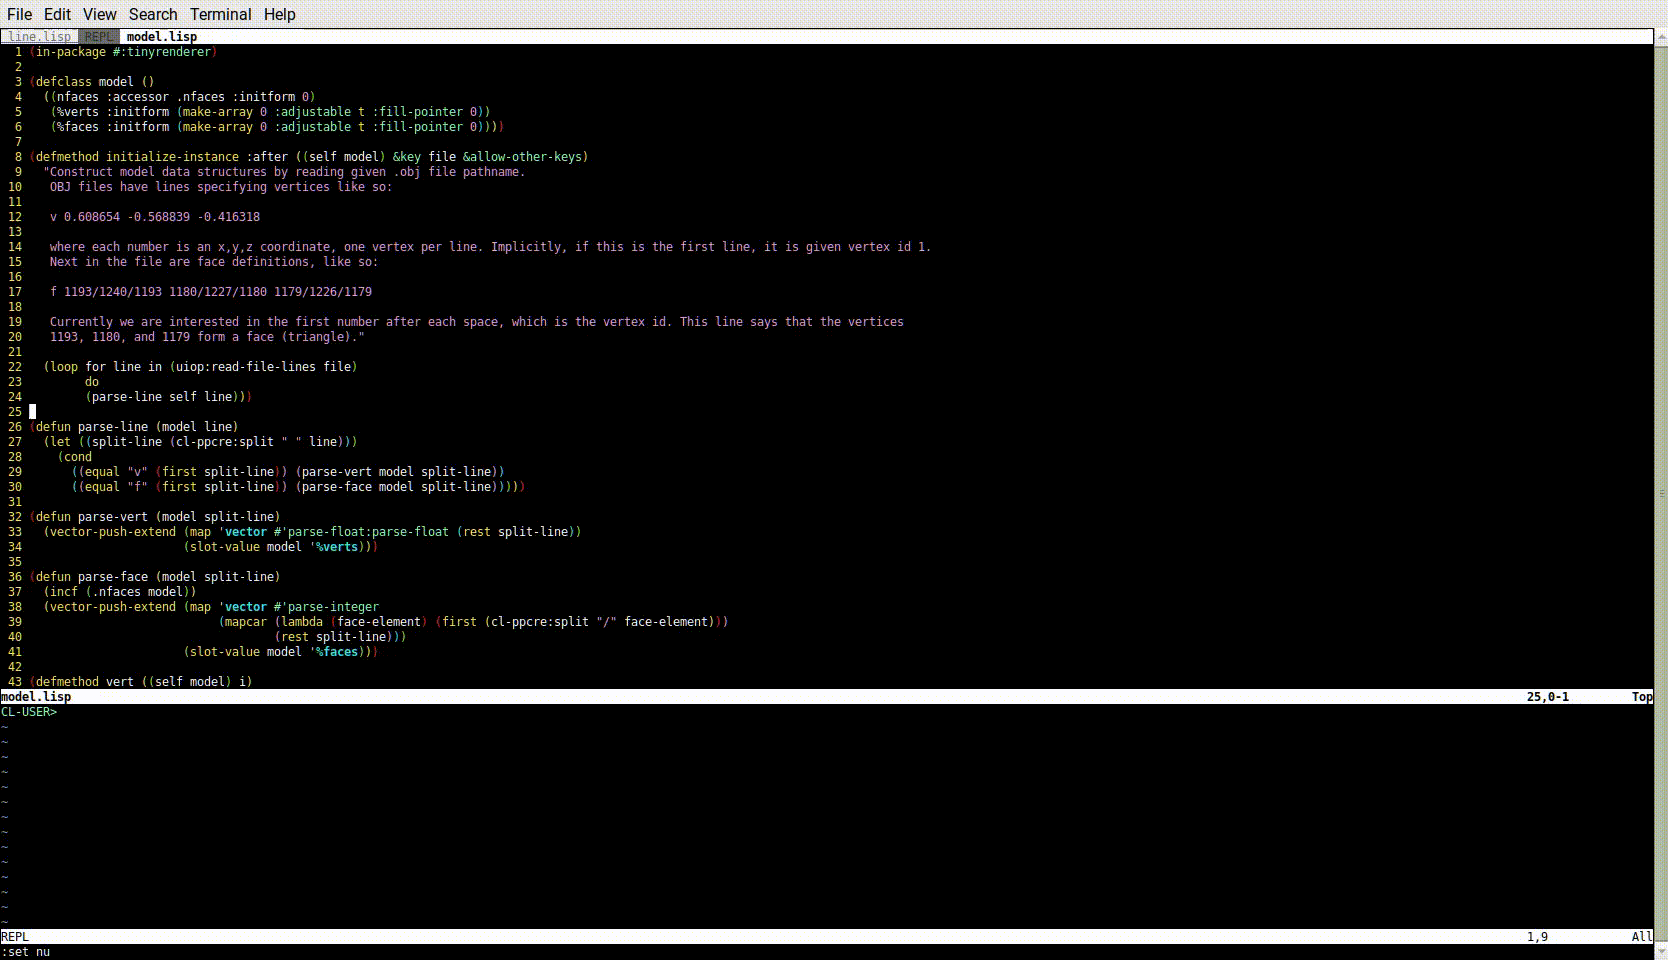 File Edit View Search Terminal Help
line.lisp REPL model.lisp
1 (in-package #:tinyrenderer)
2
3 (defclass model ()
4   ((nfaces :accessor .nfaces :initform 0)
5    (%verts :initform (make-array 0 :adjustable t :fill-pointer 0))
6    (%faces :initform (make-array 0 :adjustable t :fill-pointer 0))))
7
8 (defmethod initialize-instance :after ((self model) &key file &allow-other-keys)
9   "Construct model data structures by reading given .obj file pathname.
10    OBJ files have lines specifying vertices like so:
11
12    v 0.608654 -0.568839 -0.416318
13
14    where each number is an x,y,z coordinate, one vertex per line. Implicitly, if this is the first line, it is given vertex id 1.
15    Next in the file are face definitions, like so:
16
17    f 1193/1240/1193 1180/1227/1180 1179/1226/1179
18
19    Currently we are interested in the first number after each space, which is the vertex id. This line says that the vertices
20    1193, 1180, and 1179 form a face (triangle)."
21
22   (loop for line in (uiop:read-file-lines file)
23         do
24         (parse-line self line)))
25
26 (defun parse-line (model line)
27   (let ((split-line (cl-ppcre:split " " line)))
28     (cond
29       ((equal "v" (first split-line)) (parse-vert model split-line))
30       ((equal "f" (first split-line)) (parse-face model split-line)))))
31
32 (defun parse-vert (model split-line)
33   (vector-push-extend (map 'vector #'parse-float:parse-float (rest split-line))
34                       (slot-value model '%verts)))
35
36 (defun parse-face (model split-line)
37   (incf (.nfaces model))
38   (vector-push-extend (map 'vector #'parse-integer
39                            (mapcar (lambda (face-element) (first (cl-ppcre:split "/" face-element)))
40                                    (rest split-line)))
41                       (slot-value model '%faces)))
42
43 (defmethod vert ((self model) i)
model.lisp 25,0-1 Top
CL-USER>
~
~
~
~
~
~
~
~
~
~
~
~
~
~
REPL 1,9 All
:set nu